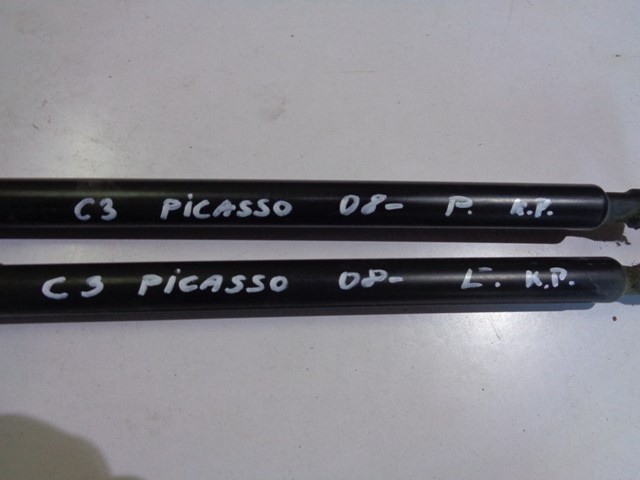 C3 PiCASSO 08- P. K.P.
C3 PiCASSO 08- L. K.P.